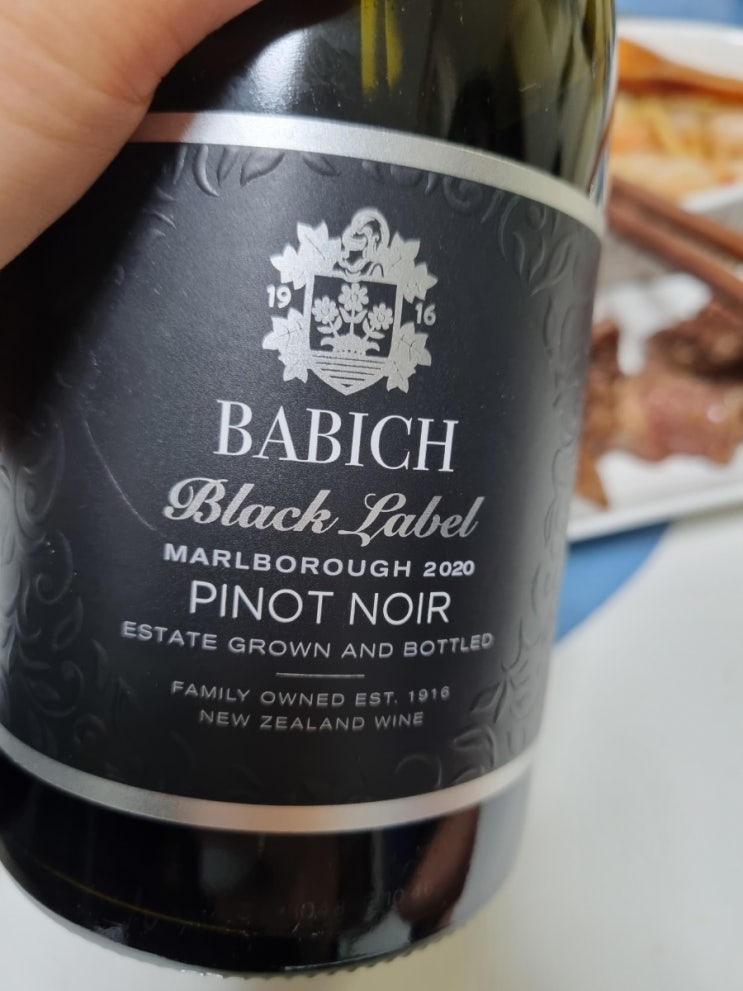 19 16
BABICH
Black Label
MARLBOROUGH 2020
PINOT NOIR
ESTATE GROWN AND BOTTLED
FAMILY OWNED EST. 1916
NEW ZEALAND WINE